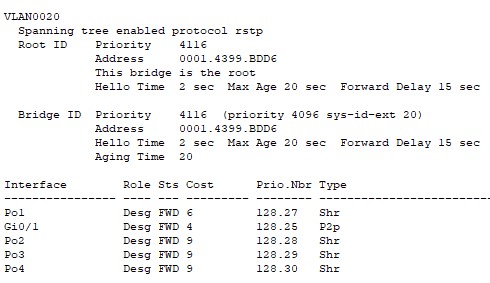 VLAN0020
  Spanning tree enabled protocol rstp
  Root ID    Priority    4116
             Address     0001.4399.BDD6
             This bridge is the root
             Hello Time  2 sec  Max Age 20 sec  Forward Delay 15 sec

  Bridge ID  Priority    4116  (priority 4096 sys-id-ext 20)
             Address     0001.4399.BDD6
             Hello Time  2 sec  Max Age 20 sec  Forward Delay 15 sec
             Aging Time  20

Interface        Role Sts Cost      Prio.Nbr Type
---------------- ---- --- --------- -------- --------------------------------
Po1              Desg FWD 6         128.27   Shr
Gi0/1            Desg FWD 4         128.25   P2p
Po2              Desg FWD 9         128.28   Shr
Po3              Desg FWD 9         128.29   Shr
Po4              Desg FWD 9         128.30   Shr